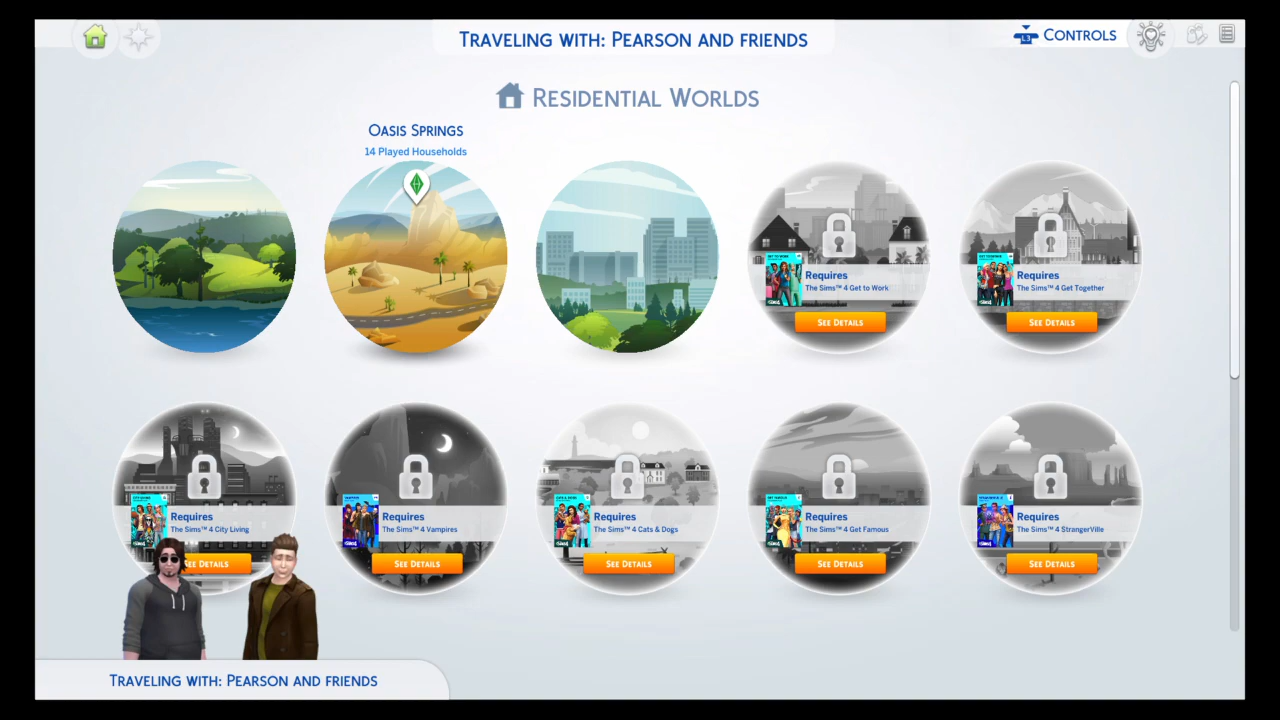 TRAVELING WITH: PEARSON AND FRIENDS
L3 CONTROLS
RESIDENTIAL WORLDS
OASIS SPRINGS
14 Played Households
Requires
The Sims™ 4 Get to Work
SEE DETAILS
Requires
The Sims™ 4 Get Together
SEE DETAILS
Requires
The Sims™ 4 City Living
SEE DETAILS
Requires
The Sims™ 4 Vampires
SEE DETAILS
Requires
The Sims™ 4 Cats & Dogs
SEE DETAILS
Requires
The Sims™ 4 Get Famous
SEE DETAILS
Requires
The Sims™ 4 StrangerVille
SEE DETAILS
TRAVELING WITH: PEARSON AND FRIENDS